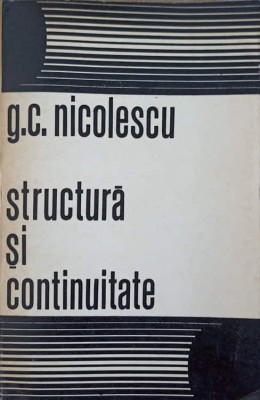 g.c. nicolescu
structură
și
continuitate